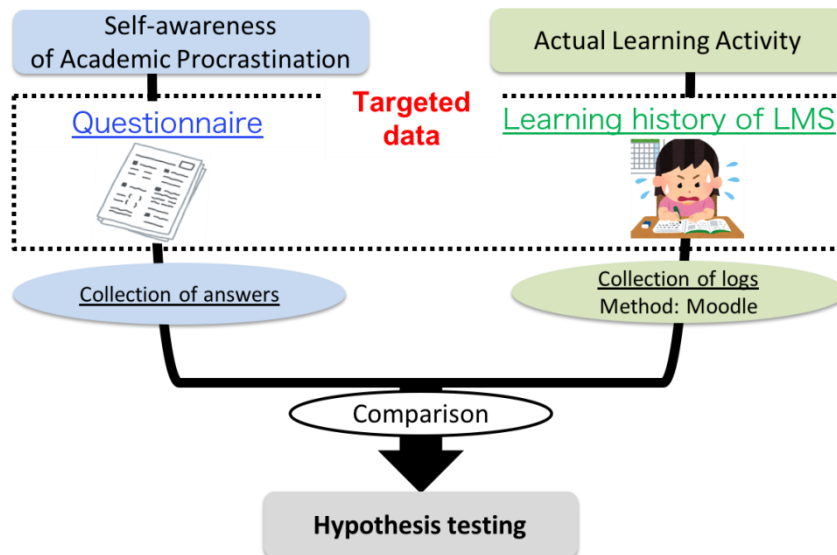 Self-awareness
of Academic Procrastination
Actual Learning Activity
Targeted
data
Questionnaire
Learning history of LMS
Collection of answers
Collection of logs
Method: Moodle
Comparison
Hypothesis testing